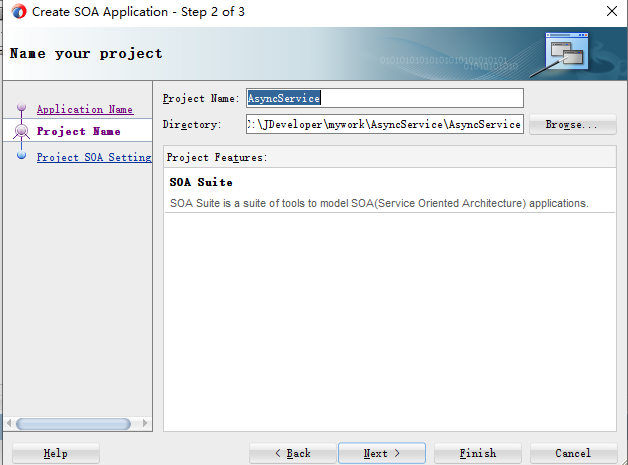 Create SOA Application - Step 2 of 3
Name your project
01010101010101010101010101
0101010101
Application Name
Project Name
Project SOA Setting
Project Name:
AsyncService
Directory:
C:\JDeveloper\mywork\AsyncService\AsyncService
Browse...
Project Features:
SOA Suite
SOA Suite is a suite of tools to model SOA(Service Oriented Architecture) applications.
Help
< Back
Next >
Finish
Cancel